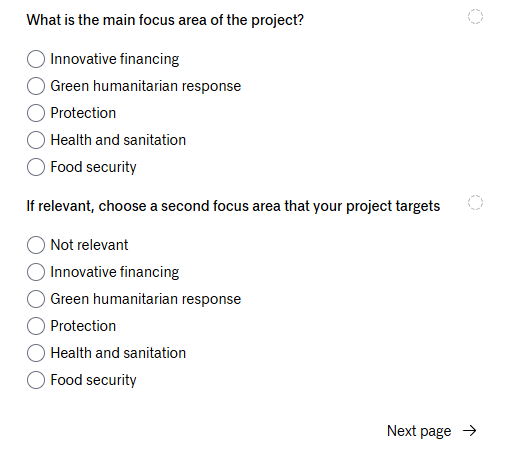 What is the main focus area of the project?
Innovative financing
Green humanitarian response
Protection
Health and sanitation
Food security
If relevant, choose a second focus area that your project targets
Not relevant
Innovative financing
Green humanitarian response
Protection
Health and sanitation
Food security
Next page →